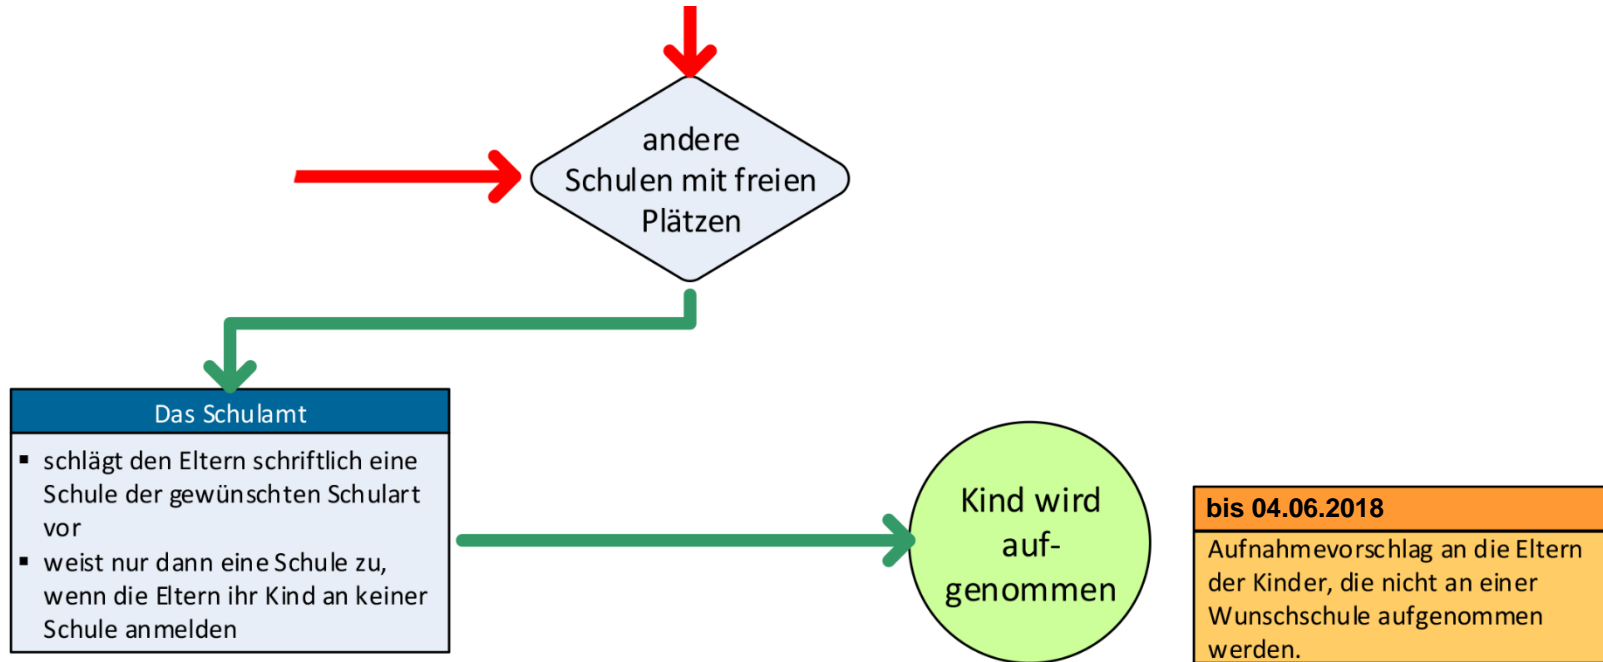 andere
Schulen mit freien
Plätzen
Das Schulamt
▪ schlägt den Eltern schriftlich eine
Schule der gewünschten Schulart
vor
▪ weist nur dann eine Schule zu,
wenn die Eltern ihr Kind an keiner
Schule anmelden
Kind wird
auf-
genommen
bis 04.06.2018
Aufnahmevorschlag an die Eltern
der Kinder, die nicht an einer
Wunschschule aufgenommen
werden.